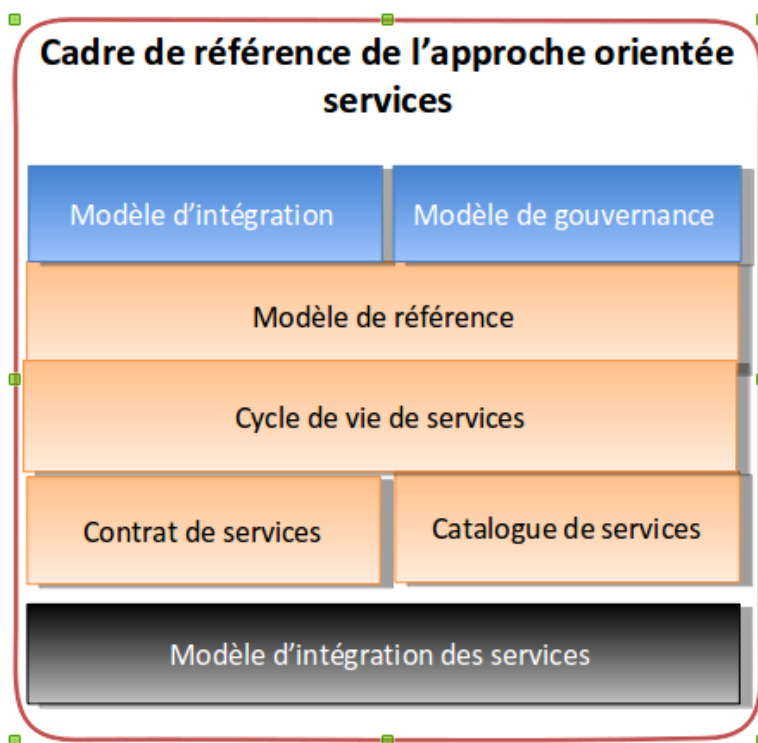 Cadre de référence de l’approche orientée
services
Modèle d’intégration
Modèle de gouvernance
Modèle de référence
Cycle de vie de services
Contrat de services
Catalogue de services
Modèle d’intégration des services